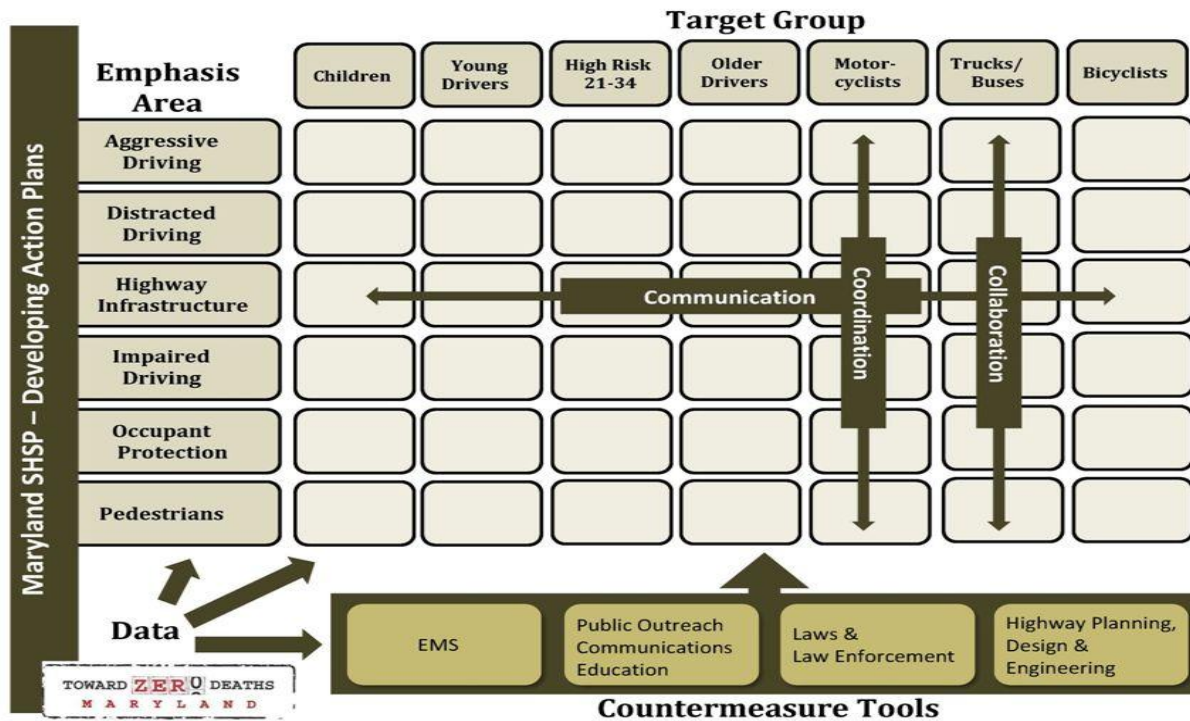 Maryland SHSP – Developing Action Plans
Target Group
Emphasis
Area
Children
Young
Drivers
High Risk
21-34
Older
Drivers
Motor-
cyclists
Trucks/
Buses
Bicyclists
Aggressive
Driving
Distracted
Driving
Highway
Infrastructure
Impaired
Driving
Occupant
Protection
Pedestrians
Communication
Coordination
Collaboration
Data
EMS
Public Outreach
Communications
Education
Laws &
Law Enforcement
Highway Planning,
Design &
Engineering
Countermeasure Tools
TOWARD ZERO DEATHS
MARYLAND